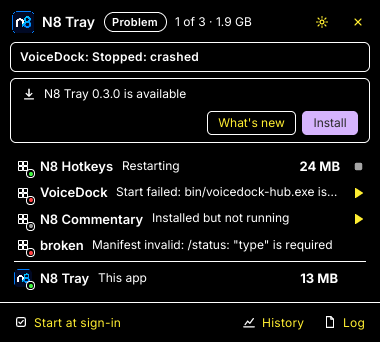 n8 N8 Tray Problem 1 of 3 · 1.9 GB
VoiceDock: Stopped: crashed
N8 Tray 0.3.0 is available
What's new Install
N8 Hotkeys Restarting 24 MB
VoiceDock Start failed: bin/voicedock-hub.exe is...
N8 Commentary Installed but not running
broken Manifest invalid: /status: "type" is required
n8 N8 Tray This app 13 MB
Start at sign-in History Log